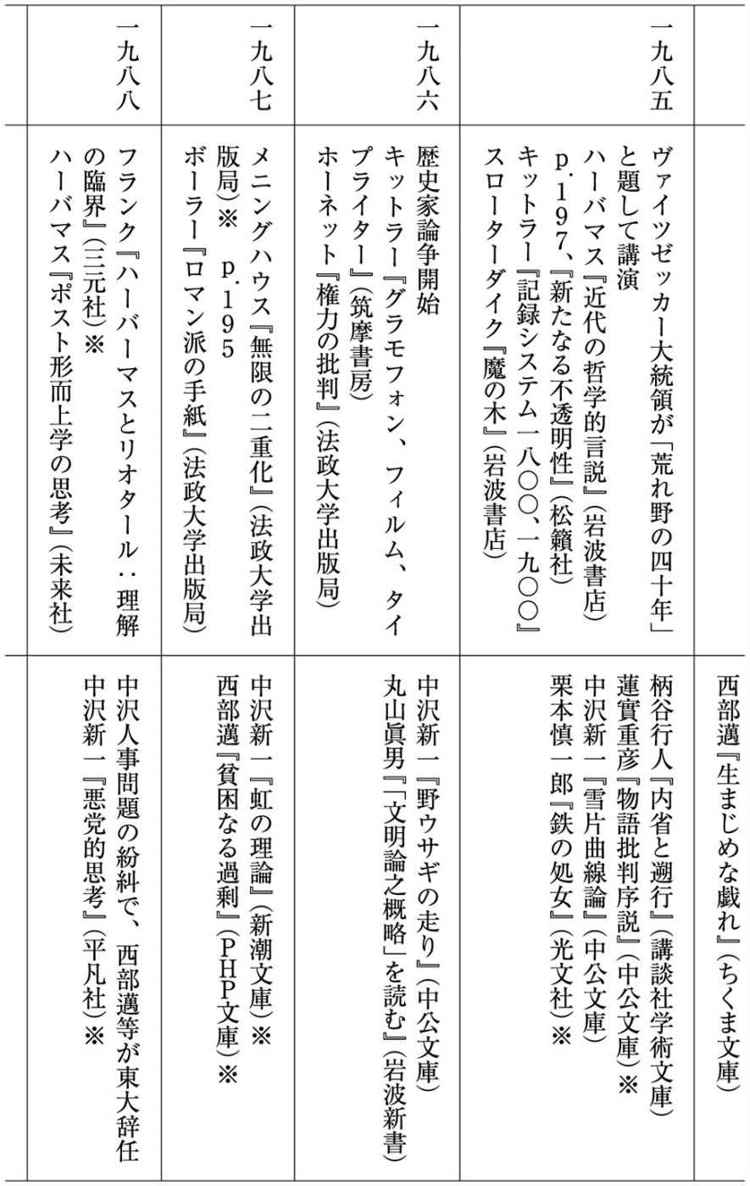 西部邁『生まじめな戯れ』（ちくま文庫）
一九八五
ヴァイツゼッカー大統領が「荒れ野の四十年」
と題して講演
ハーバマス『近代の哲学的言説』（岩波書店）
p.197、『新たなる不透明性』（松籟社）
キットラー『記録システム一八〇〇、一九〇〇』
スローターダイク『魔の木』（岩波書店）
柄谷行人『内省と遡行』（講談社学術文庫）
蓮實重彦『物語批判序説』（中公文庫）※
中沢新一『雪片曲線論』（中公文庫）
栗本慎一郎『鉄の処女』（光文社）※
一九八六
歴史家論争開始
キットラー『グラモフォン、フィルム、タイ
プライター』（筑摩書房）
ホーネット『権力の批判』（法政大学出版局）
中沢新一『野ウサギの走り』（中公文庫）
丸山眞男『「文明論之概略」を読む』（岩波新書）
一九八七
メニングハウス『無限の二重化』（法政大学出
版局）※　p.195
ボーラー『ロマン派の手紙』（法政大学出版局）
中沢新一『虹の理論』（新潮文庫）※
西部邁『貧困なる過剰』（PHP文庫）※
一九八八
フランク『ハーバーマスとリオタール：理解
の臨界』（三元社）※
ハーバマス『ポスト形而上学の思考』（未来社）
中沢人事問題の紛糾で、西部邁等が東大辞任
中沢新一『悪党的思考』（平凡社）※